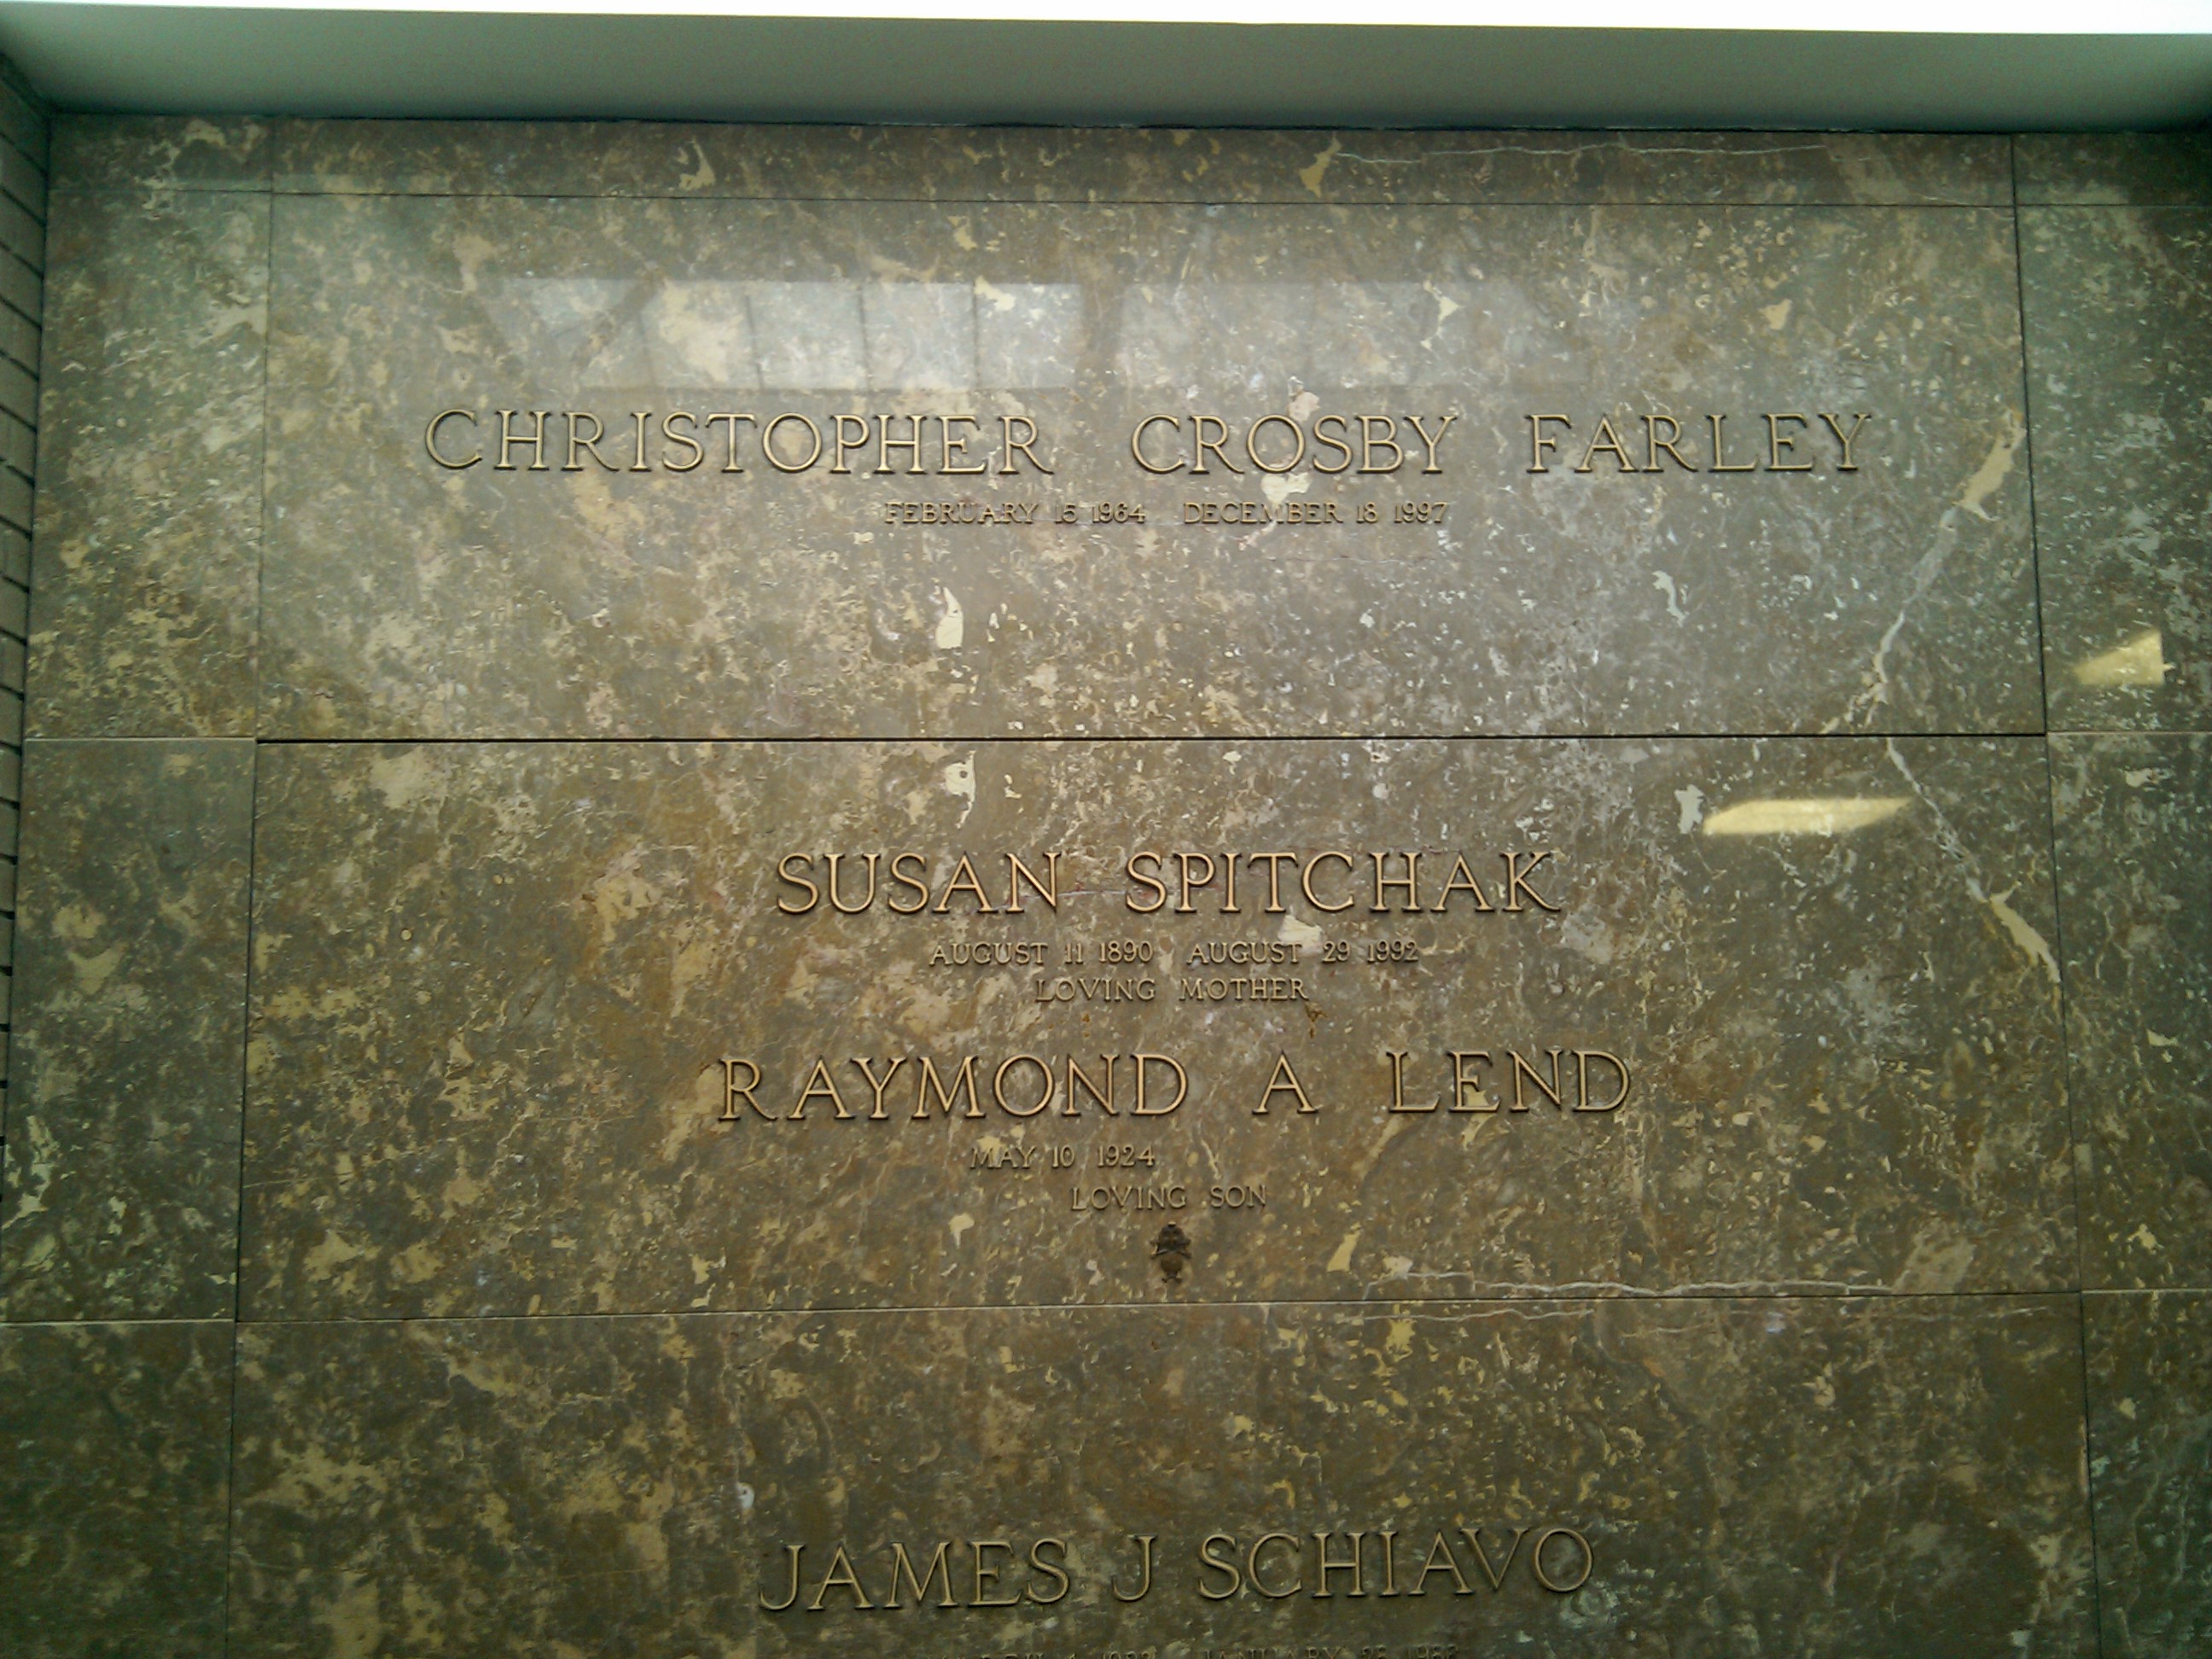 CHRISTOPHER CROSBY FARLEY
FEBRUARY 15 1964 DECEMBER 18 1997
SUSAN SPITCHAK
AUGUST 11 1890 AUGUST 29 1992
LOVING MOTHER
RAYMOND A LEND
MAY 10 1924
LOVING SON
JAMES J SCHIAVO
JANUARY